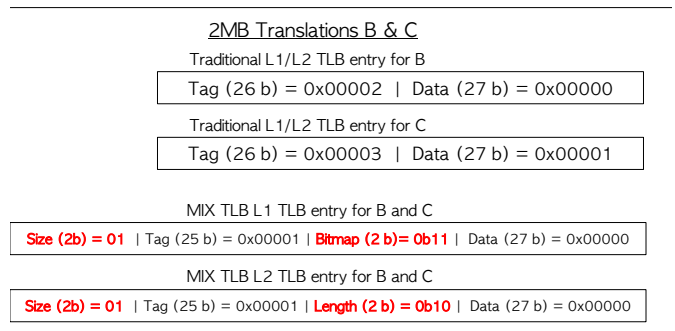 2MB Translations B & C
Traditional L1/L2 TLB entry for B
Tag (26 b) = 0x00002 | Data (27 b) = 0x00000
Traditional L1/L2 TLB entry for C
Tag (26 b) = 0x00003 | Data (27 b) = 0x00001
MIX TLB L1 TLB entry for B and C
Size (2b) = 01 | Tag (25 b) = 0x00001 | Bitmap (2 b)= 0b11 | Data (27 b) = 0x00000
MIX TLB L2 TLB entry for B and C
Size (2b) = 01 | Tag (25 b) = 0x00001 | Length (2 b) = 0b10 | Data (27 b) = 0x00000